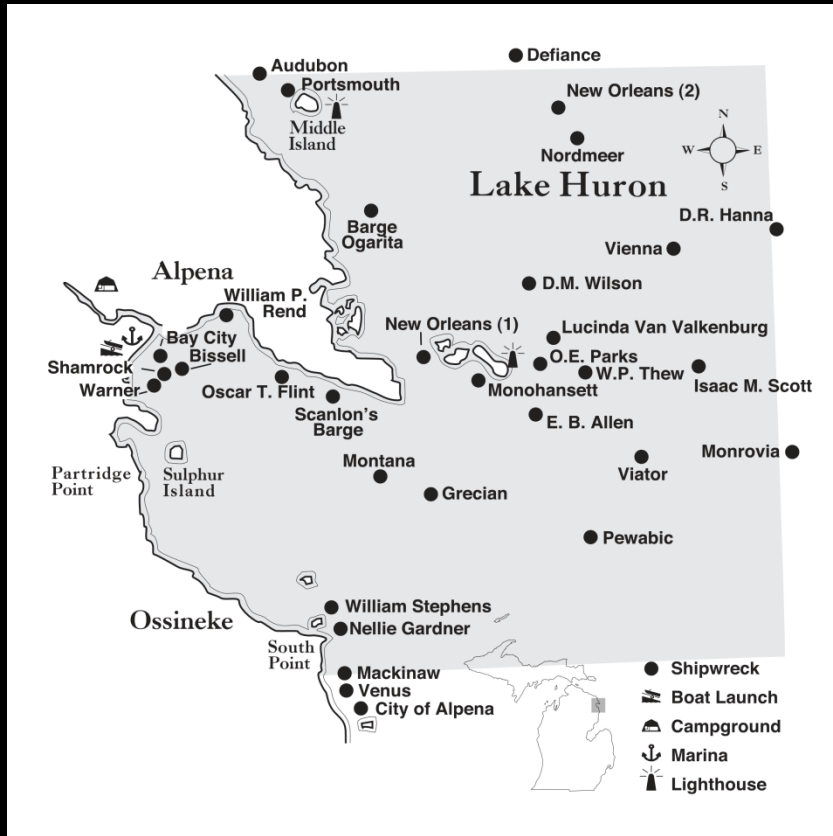 Defiance
Audubon
Portsmouth
New Orleans (2)
Middle
Island
N
W E
S
Nordmeer
Lake Huron
D.R. Hanna
Barge
Ogarita
Vienna
Alpena
D.M. Wilson
William P.
Rend
New Orleans (1)
Lucinda Van Valkenburg
Bay City
Bissell
Shamrock
O.E. Parks
W.P. Thew
Warner
Oscar T. Flint
Monohansett
Isaac M. Scott
Scanlon's
Barge
E. B. Allen
Montana
Monrovia
Partridge
Point
Sulphur
Island
Viator
Grecian
Pewabic
William Stephens
Ossineke
Nellie Gardner
South
Point
Mackinaw
Venus
City of Alpena
Shipwreck
Boat Launch
Campground
Marina
Lighthouse